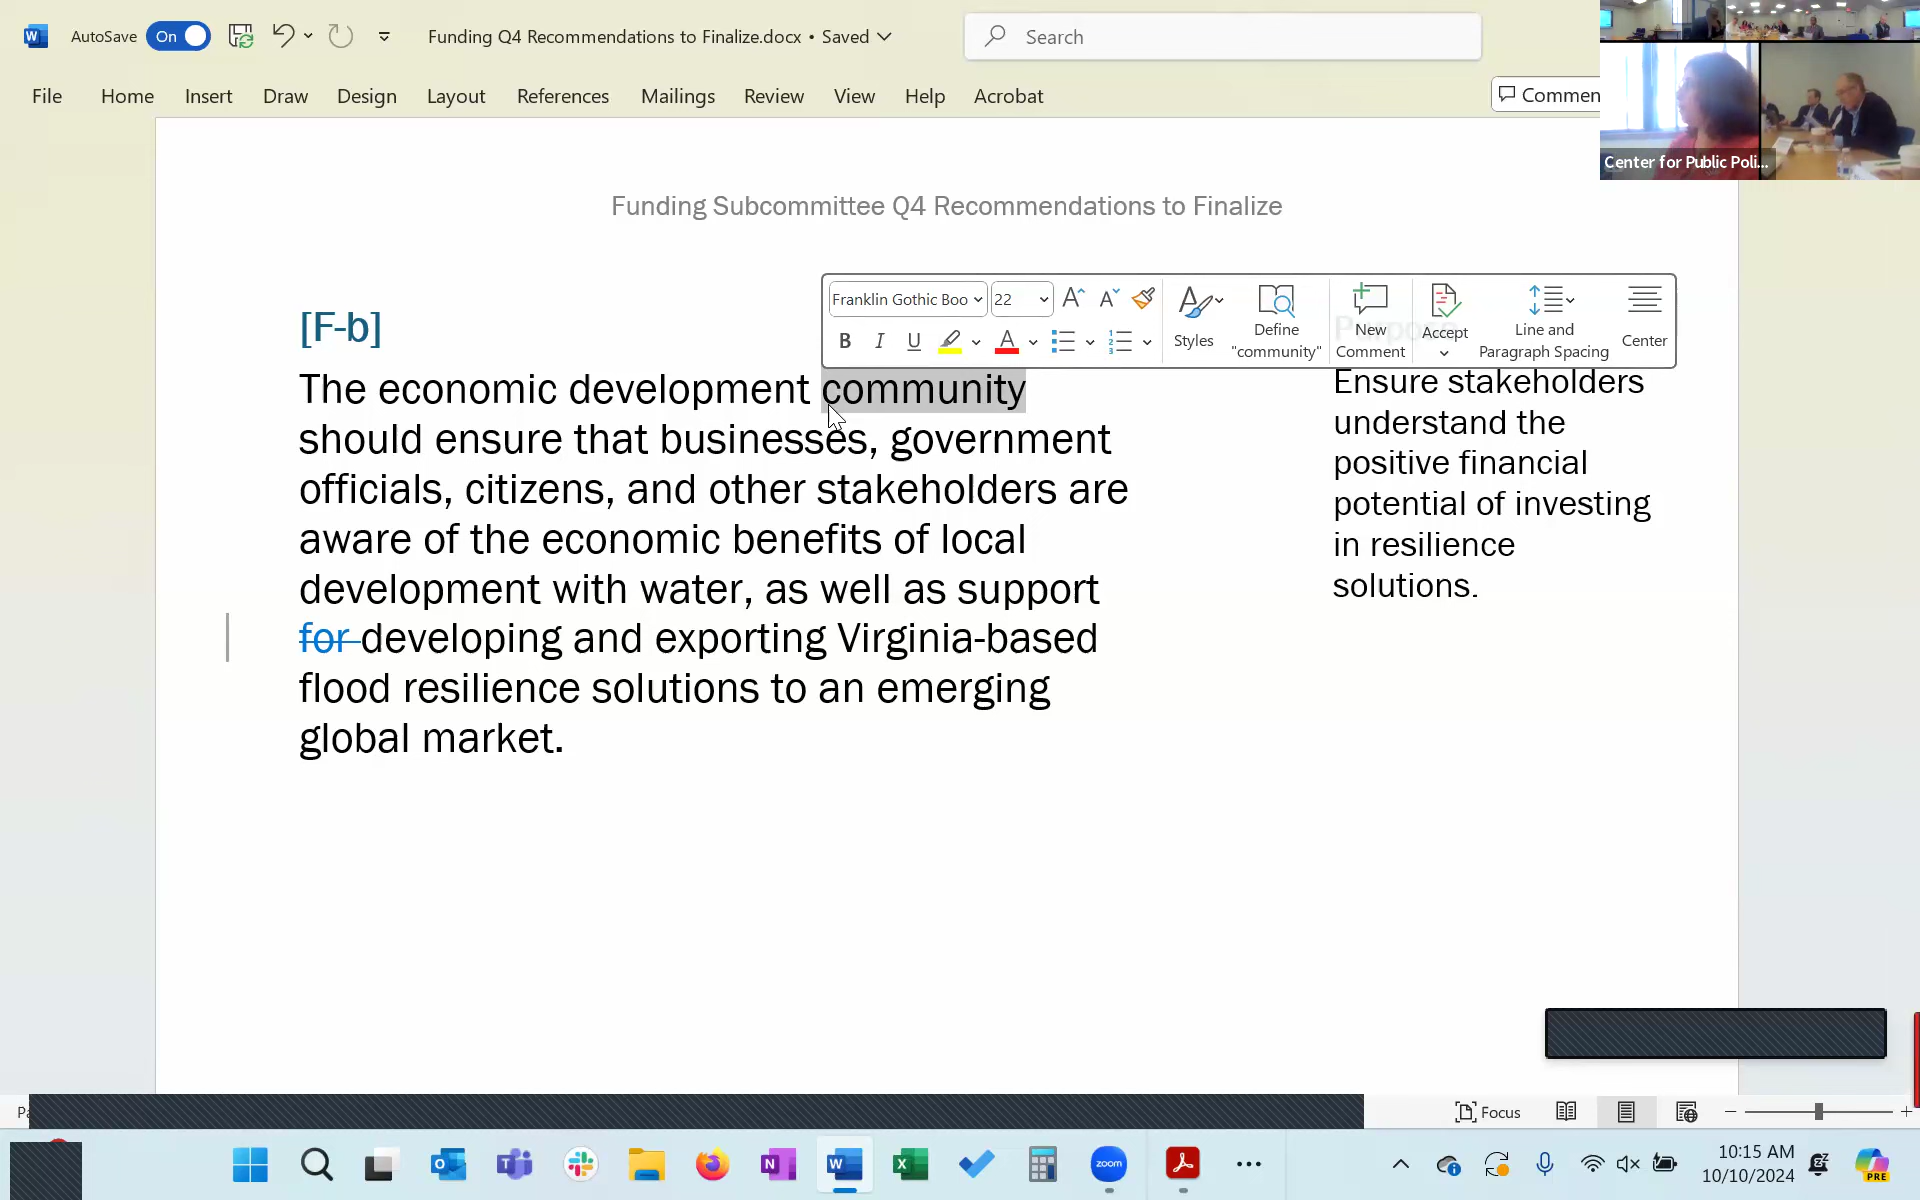 AutoSave
On
Funding Q4 Recommendations to Finalize.docx • Saved
Search
File
Home
Insert
Draw
Design
Layout
References
Mailings
Review
View
Help
Acrobat
Center for Public Poli...
Funding Subcommittee Q4 Recommendations to Finalize
Franklin Gothic Boo
22
B I U
A
Styles
Define
"community"
New
Comment
Accept
Line and
Paragraph Spacing
Center
[F-b]
The economic development community
should ensure that businesses, government
officials, citizens, and other stakeholders are
aware of the economic benefits of local
development with water, as well as support
for developing and exporting Virginia-based
flood resilience solutions to an emerging
global market.
Purpose
Ensure stakeholders
understand the
positive financial
potential of investing
in resilience
solutions.
Focus
zoom
10:15 AM
10/10/2024
PRE